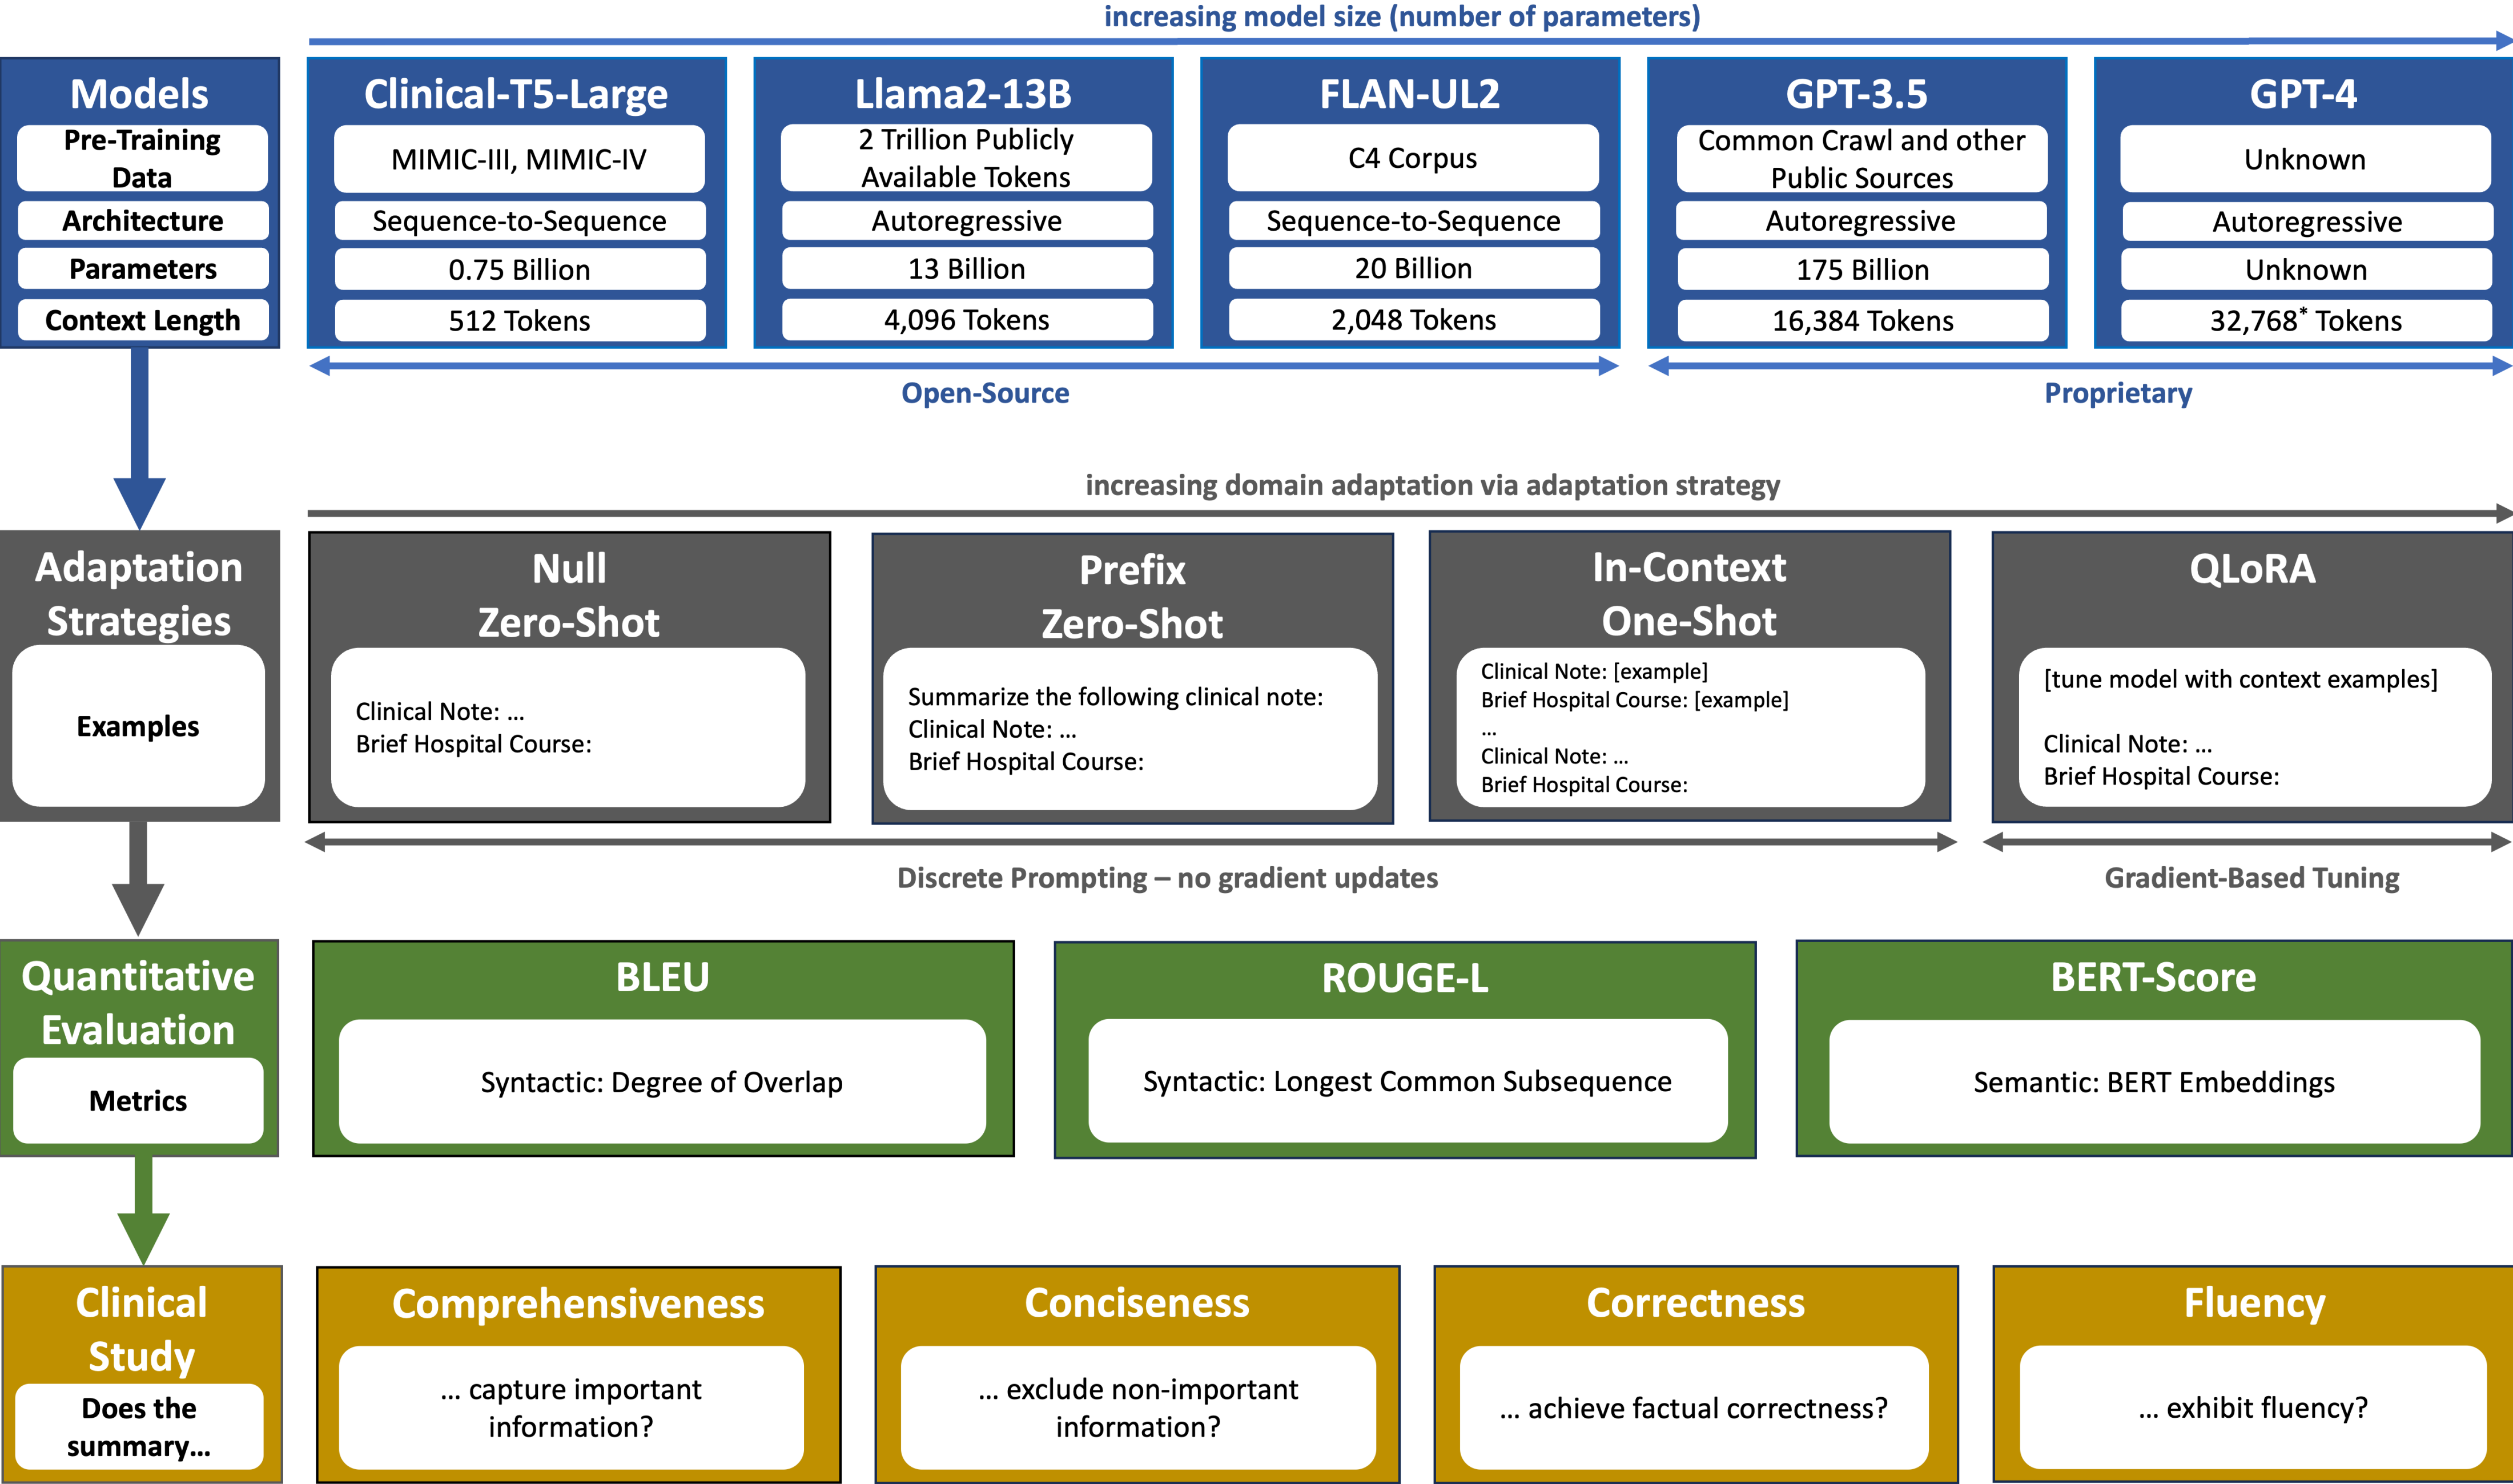 increasing model size (number of parameters)
Models
Pre-Training
Data
Architecture
Parameters
Context Length
Clinical-T5-Large
MIMIC-III, MIMIC-IV
Sequence-to-Sequence
0.75 Billion
512 Tokens
Llama2-13B
2 Trillion Publicly
Available Tokens
Autoregressive
13 Billion
4,096 Tokens
FLAN-UL2
C4 Corpus
Sequence-to-Sequence
20 Billion
2,048 Tokens
GPT-3.5
Common Crawl and other
Public Sources
Autoregressive
175 Billion
16,384 Tokens
GPT-4
Unknown
Autoregressive
Unknown
32,768* Tokens
Open-Source
Proprietary
increasing domain adaptation via adaptation strategy
Adaptation
Strategies
Examples
Null
Zero-Shot
Clinical Note: ...
Brief Hospital Course:
Prefix
Zero-Shot
Summarize the following clinical note:
Clinical Note: ...
Brief Hospital Course:
In-Context
One-Shot
Clinical Note: [example]
Brief Hospital Course: [example]
...
Clinical Note: ...
Brief Hospital Course:
QLoRA
[tune model with context examples]
Clinical Note: ...
Brief Hospital Course:
Discrete Prompting – no gradient updates
Gradient-Based Tuning
Quantitative
Evaluation
Metrics
BLEU
Syntactic: Degree of Overlap
ROUGE-L
Syntactic: Longest Common Subsequence
BERT-Score
Semantic: BERT Embeddings
Clinical
Study
Does the
summary...
Comprehensiveness
... capture important
information?
Conciseness
... exclude non-important
information?
Correctness
... achieve factual correctness?
Fluency
... exhibit fluency?